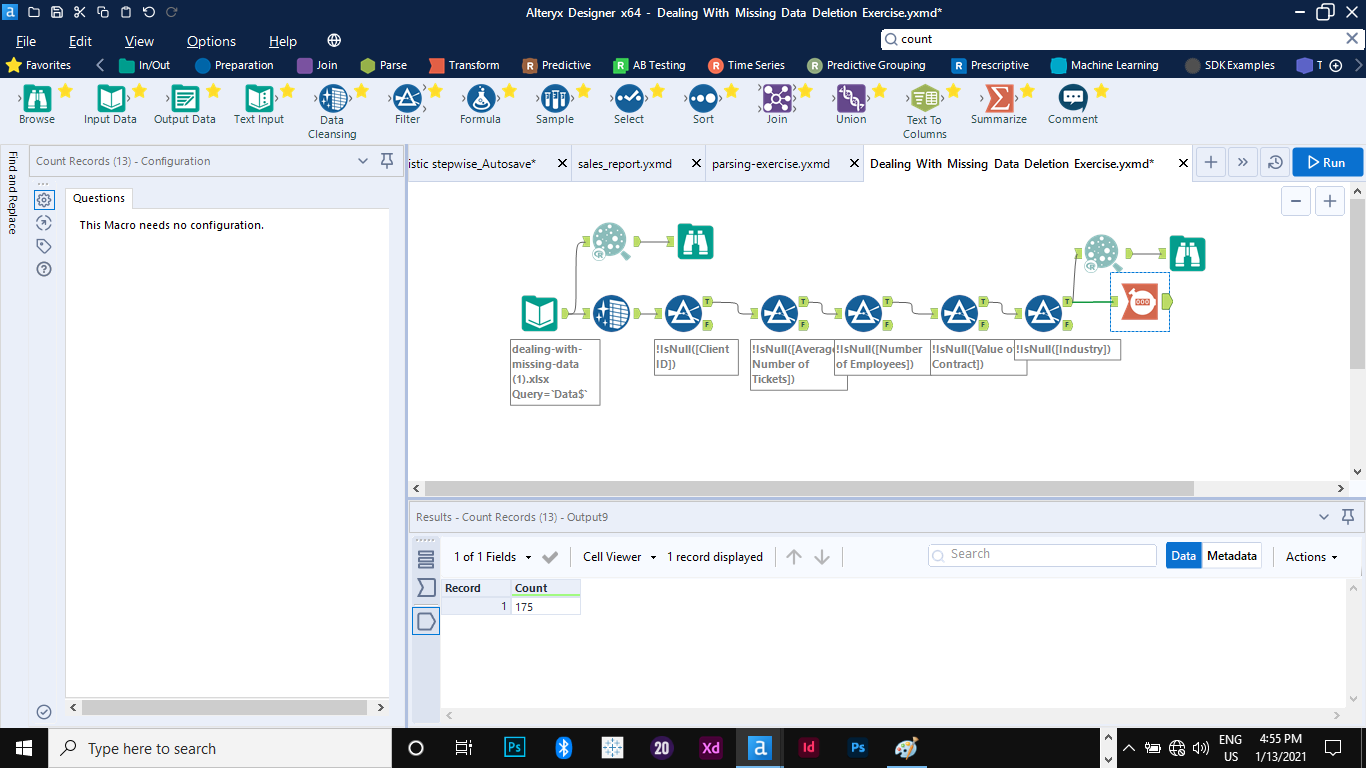 Alteryx Designer x64 - Dealing With Missing Data Deletion Exercise.yxmd*
File Edit View Options Help
count
Favorites In/Out Preparation Join Parse Transform Predictive AB Testing Time Series Predictive Grouping Prescriptive Machine Learning SDK Examples T
Browse Input Data Output Data Text Input Data Cleansing Filter Formula Sample Select Sort Join Union Text To Columns Summarize Comment
Find and Replace
Count Records (13) - Configuration
istic stepwise_Autosave* sales_report.yxmd parsing-exercise.yxmd Dealing With Missing Data Deletion Exercise.yxmd* Run
Questions
This Macro needs no configuration.
dealing-with-
missing-data
(1).xlsx
Query=`Data$`
!IsNull([Client
ID])
!IsNull([Average
Number of
Tickets])
!IsNull([Number
of Employees])
!IsNull([Value of
Contract])
!IsNull([Industry])
Results - Count Records (13) - Output9
1 of 1 Fields Cell Viewer 1 record displayed Search Data Metadata Actions
Record Count
1 175
Type here to search
Ps 20 Xd a Id Ps
ENG
US
4:55 PM
1/13/2021